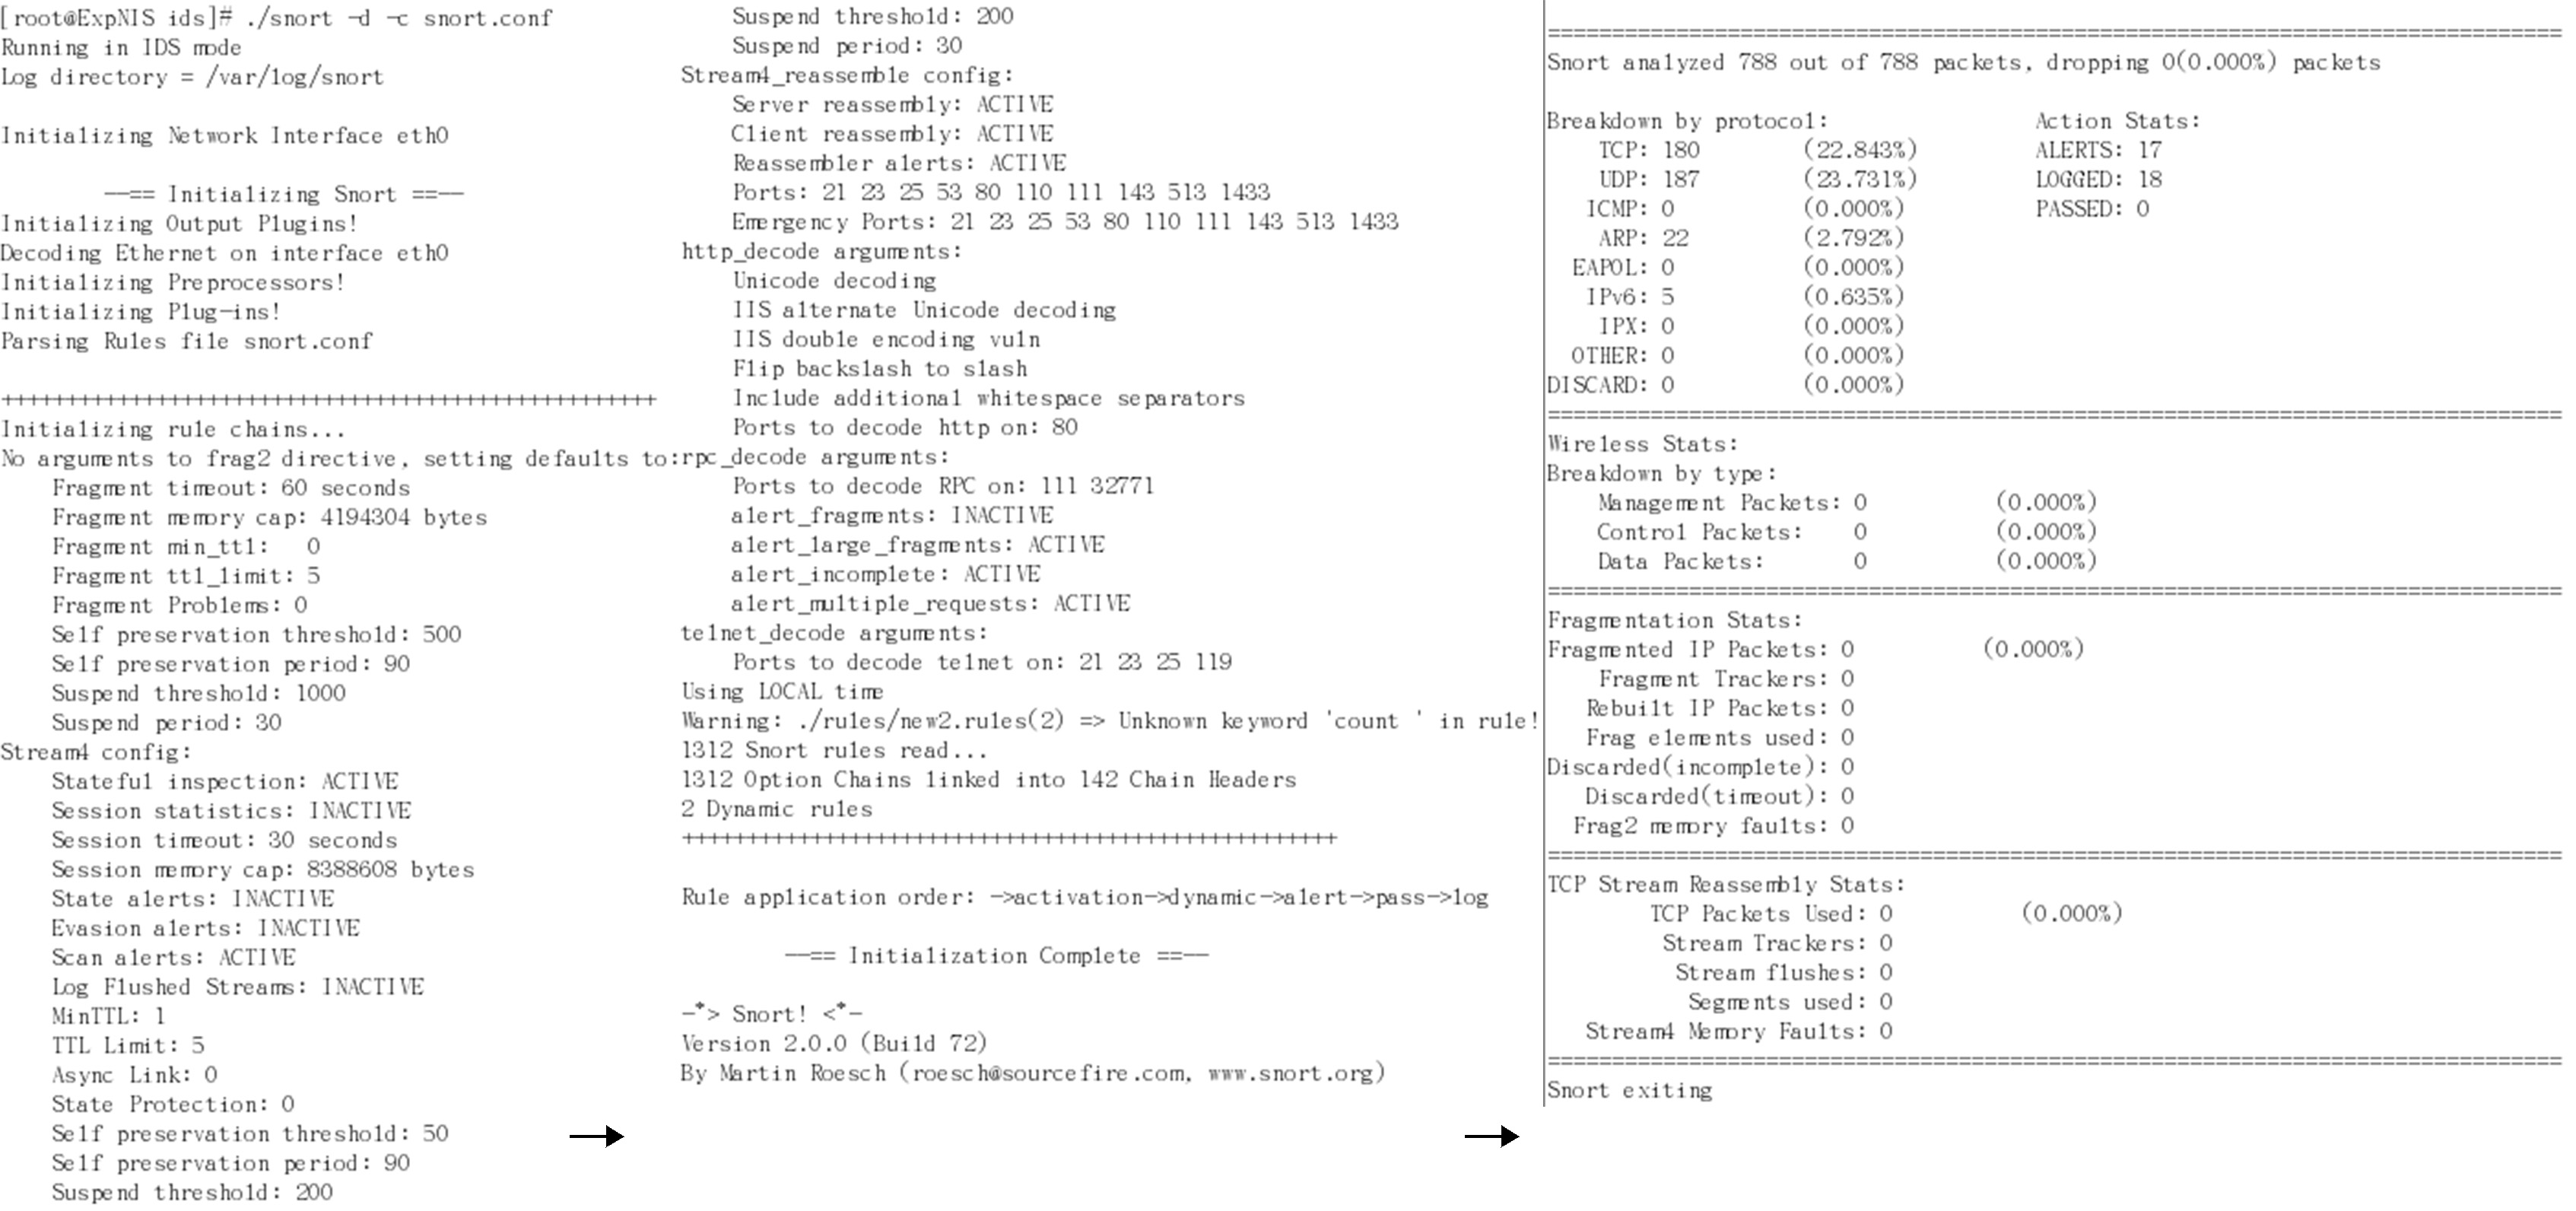 [root@ExpNIS ids]# ./snort -d -c snort.conf
Running in IDS mode
Log directory = /var/log/snort
Initializing Network Interface eth0
--== Initializing Snort ==--
Initializing Output Plugins!
Decoding Ethernet on interface eth0
Initializing Preprocessors!
Initializing Plug-ins!
Parsing Rules file snort.conf
+++++++++++++++++++++++++++++++++++++++++++++++++++
Initializing rule chains...
No arguments to frag2 directive, setting defaults to:
Fragment timeout: 60 seconds
Fragment memory cap: 4194304 bytes
Fragment min_ttl: 0
Fragment ttl_limit: 5
Fragment Problems: 0
Self preservation threshold: 500
Self preservation period: 90
Suspend threshold: 1000
Suspend period: 30
Stream4 config:
Stateful inspection: ACTIVE
Session statistics: INACTIVE
Session timeout: 30 seconds
Session memory cap: 8388608 bytes
State alerts: INACTIVE
Evasion alerts: INACTIVE
Scan alerts: ACTIVE
Log Flushed Streams: INACTIVE
MinTTL: 1
TTL Limit: 5
Async Link: 0
State Protection: 0
Self preservation threshold: 50
Self preservation period: 90
Suspend threshold: 200
Suspend threshold: 200
Suspend period: 30
Stream4_reassemble config:
Server reassembly: ACTIVE
Client reassembly: ACTIVE
Reassembler alerts: ACTIVE
Ports: 21 23 25 53 80 110 111 143 513 1433
Emergency Ports: 21 23 25 53 80 110 111 143 513 1433
http_decode arguments:
Unicode decoding
IIS alternate Unicode decoding
IIS double encoding vuln
Flip backslash to slash
Include additional whitespace separators
Ports to decode http on: 80
rpc_decode arguments:
Ports to decode RPC on: 111 32771
alert_fragments: INACTIVE
alert_large_fragments: ACTIVE
alert_incomplete: ACTIVE
alert_multiple_requests: ACTIVE
telnet_decode arguments:
Ports to decode telnet on: 21 23 25 119
Using LOCAL time
Warning: ./rules/new2.rules(2) => Unknown keyword 'count ' in rule!
1312 Snort rules read...
1312 Option Chains linked into 142 Chain Headers
2 Dynamic rules
+++++++++++++++++++++++++++++++++++++++++++++++++++
Rule application order: ->activation->dynamic->alert->pass->log
--== Initialization Complete ==--
-*> Snort! <*-
Version 2.0.0 (Build 72)
By Martin Roesch (roesch@sourcefire.com, www.snort.org)
===============================================================================
Snort analyzed 788 out of 788 packets, dropping 0(0.000%) packets
Breakdown by protocol: Action Stats:
TCP: 180 (22.843%) ALERTS: 17
UDP: 187 (23.731%) LOGGED: 18
ICMP: 0 (0.000%) PASSED: 0
ARP: 22 (2.792%)
EAPOL: 0 (0.000%)
IPv6: 5 (0.635%)
IPX: 0 (0.000%)
OTHER: 0 (0.000%)
DISCARD: 0 (0.000%)
===============================================================================
Wireless Stats:
Breakdown by type:
Management Packets: 0 (0.000%)
Control Packets: 0 (0.000%)
Data Packets: 0 (0.000%)
===============================================================================
Fragmentation Stats:
Fragmented IP Packets: 0 (0.000%)
Fragment Trackers: 0
Rebuilt IP Packets: 0
Frag elements used: 0
Discarded(incomplete): 0
Discarded(timeout): 0
Frag2 memory faults: 0
===============================================================================
TCP Stream Reassembly Stats:
TCP Packets Used: 0 (0.000%)
Stream Trackers: 0
Stream flushes: 0
Segments used: 0
Stream4 Memory Faults: 0
===============================================================================
Snort exiting